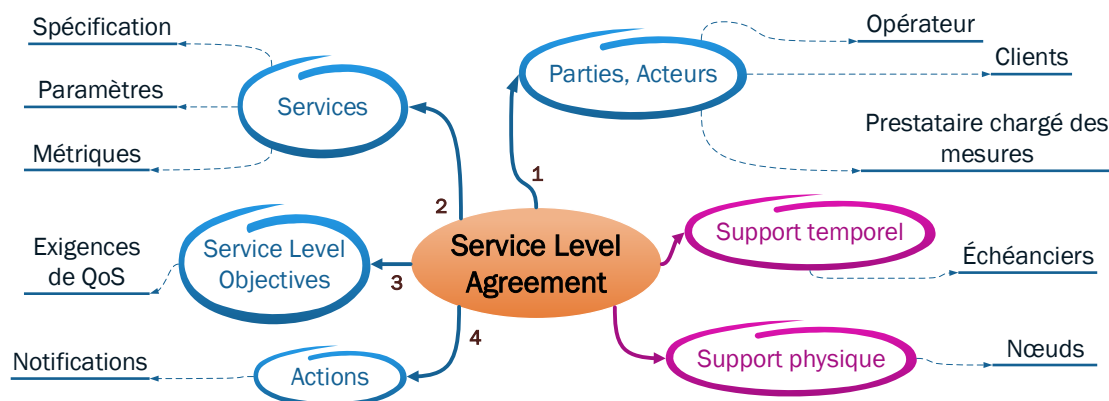 Spécification
Paramètres
Métriques
Services
Parties, Acteurs
Opérateur
Clients
Prestataire chargé des
mesures
1
2
3
4
Service Level
Agreement
Service Level
Objectives
Exigences
de QoS
Actions
Notifications
Support temporel
Échéanciers
Support physique
Nœuds